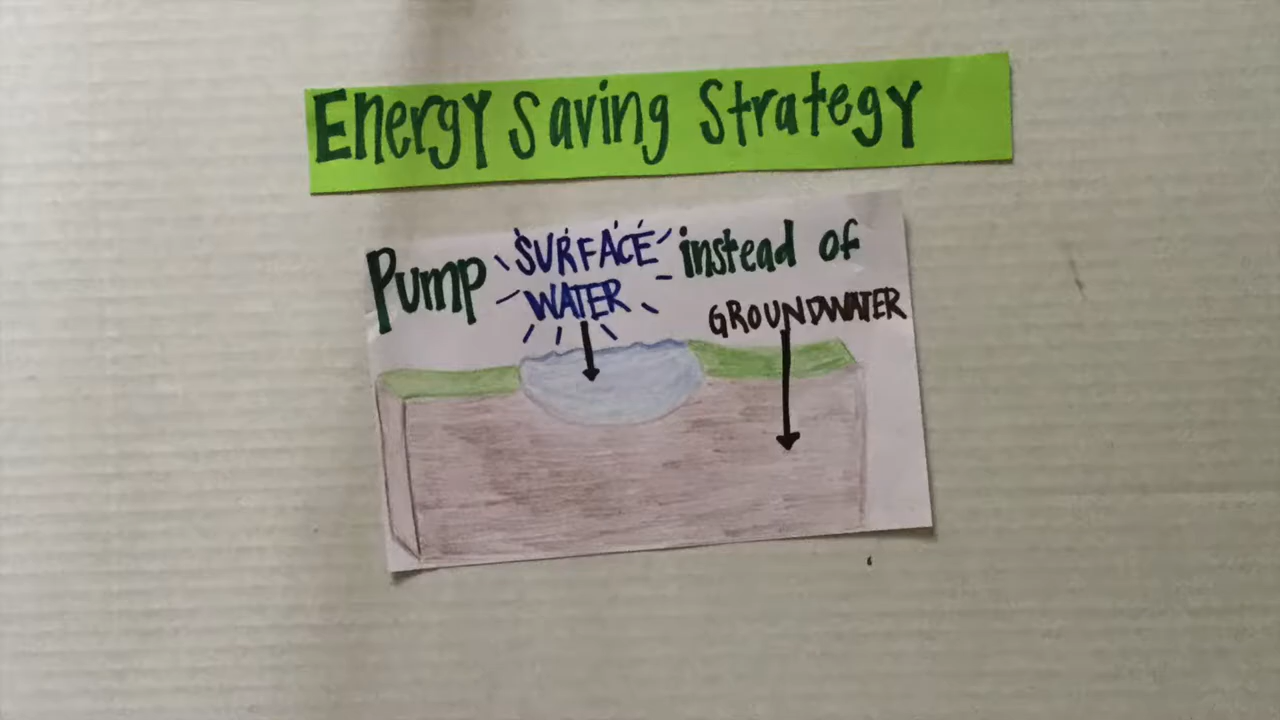 Energy Saving Strategy
Pump SURFACE instead of
WATER
GROUNDWATER